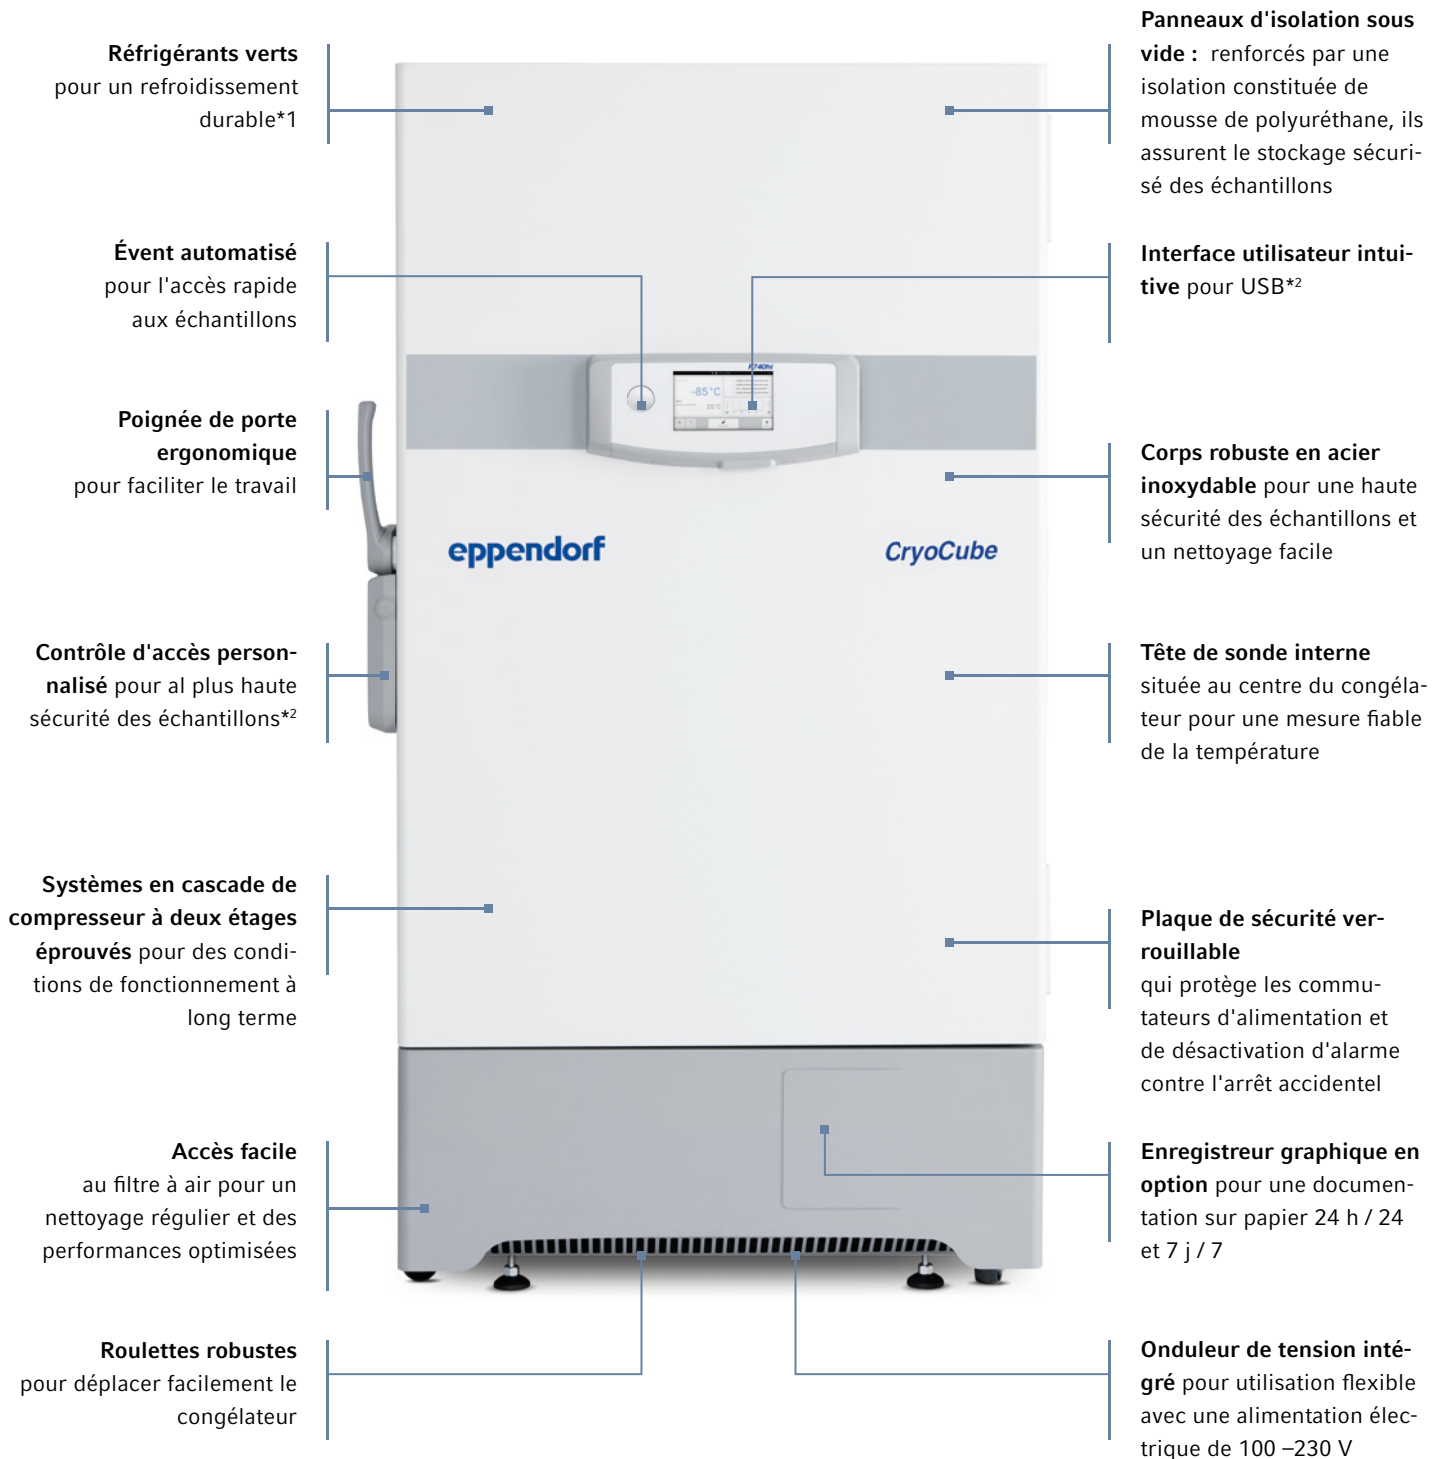 Réfrigérants verts
pour un refroidissement
durable*1
Évent automatisé
pour l'accès rapide
aux échantillons
Poignée de porte
ergonomique
pour faciliter le travail
Contrôle d'accès person-
nalisé pour al plus haute
sécurité des échantillons*2
Systèmes en cascade de
compresseur à deux étages
éprouvés pour des condi-
tions de fonctionnement à
long terme
Accès facile
au filtre à air pour un
nettoyage régulier et des
performances optimisées
Roulettes robustes
pour déplacer facilement le
congélateur
F740hi
-85°C
eppendorf
CryoCube
Panneaux d'isolation sous
vide : renforcés par une
isolation constituée de
mousse de polyuréthane, ils
assurent le stockage sécuri-
sé des échantillons
Interface utilisateur intui-
tive pour USB*2
Corps robuste en acier
inoxydable pour une haute
sécurité des échantillons et
un nettoyage facile
Tête de sonde interne
située au centre du congéla-
teur pour une mesure fiable
de la température
Plaque de sécurité ver-
rouillable
qui protège les commu-
tateurs d'alimentation et
de désactivation d'alarme
contre l'arrêt accidentel
Enregistreur graphique en
option pour une documen-
tation sur papier 24 h / 24
et 7 j / 7
Onduleur de tension inté-
gré pour utilisation flexible
avec une alimentation élec-
trique de 100 –230 V